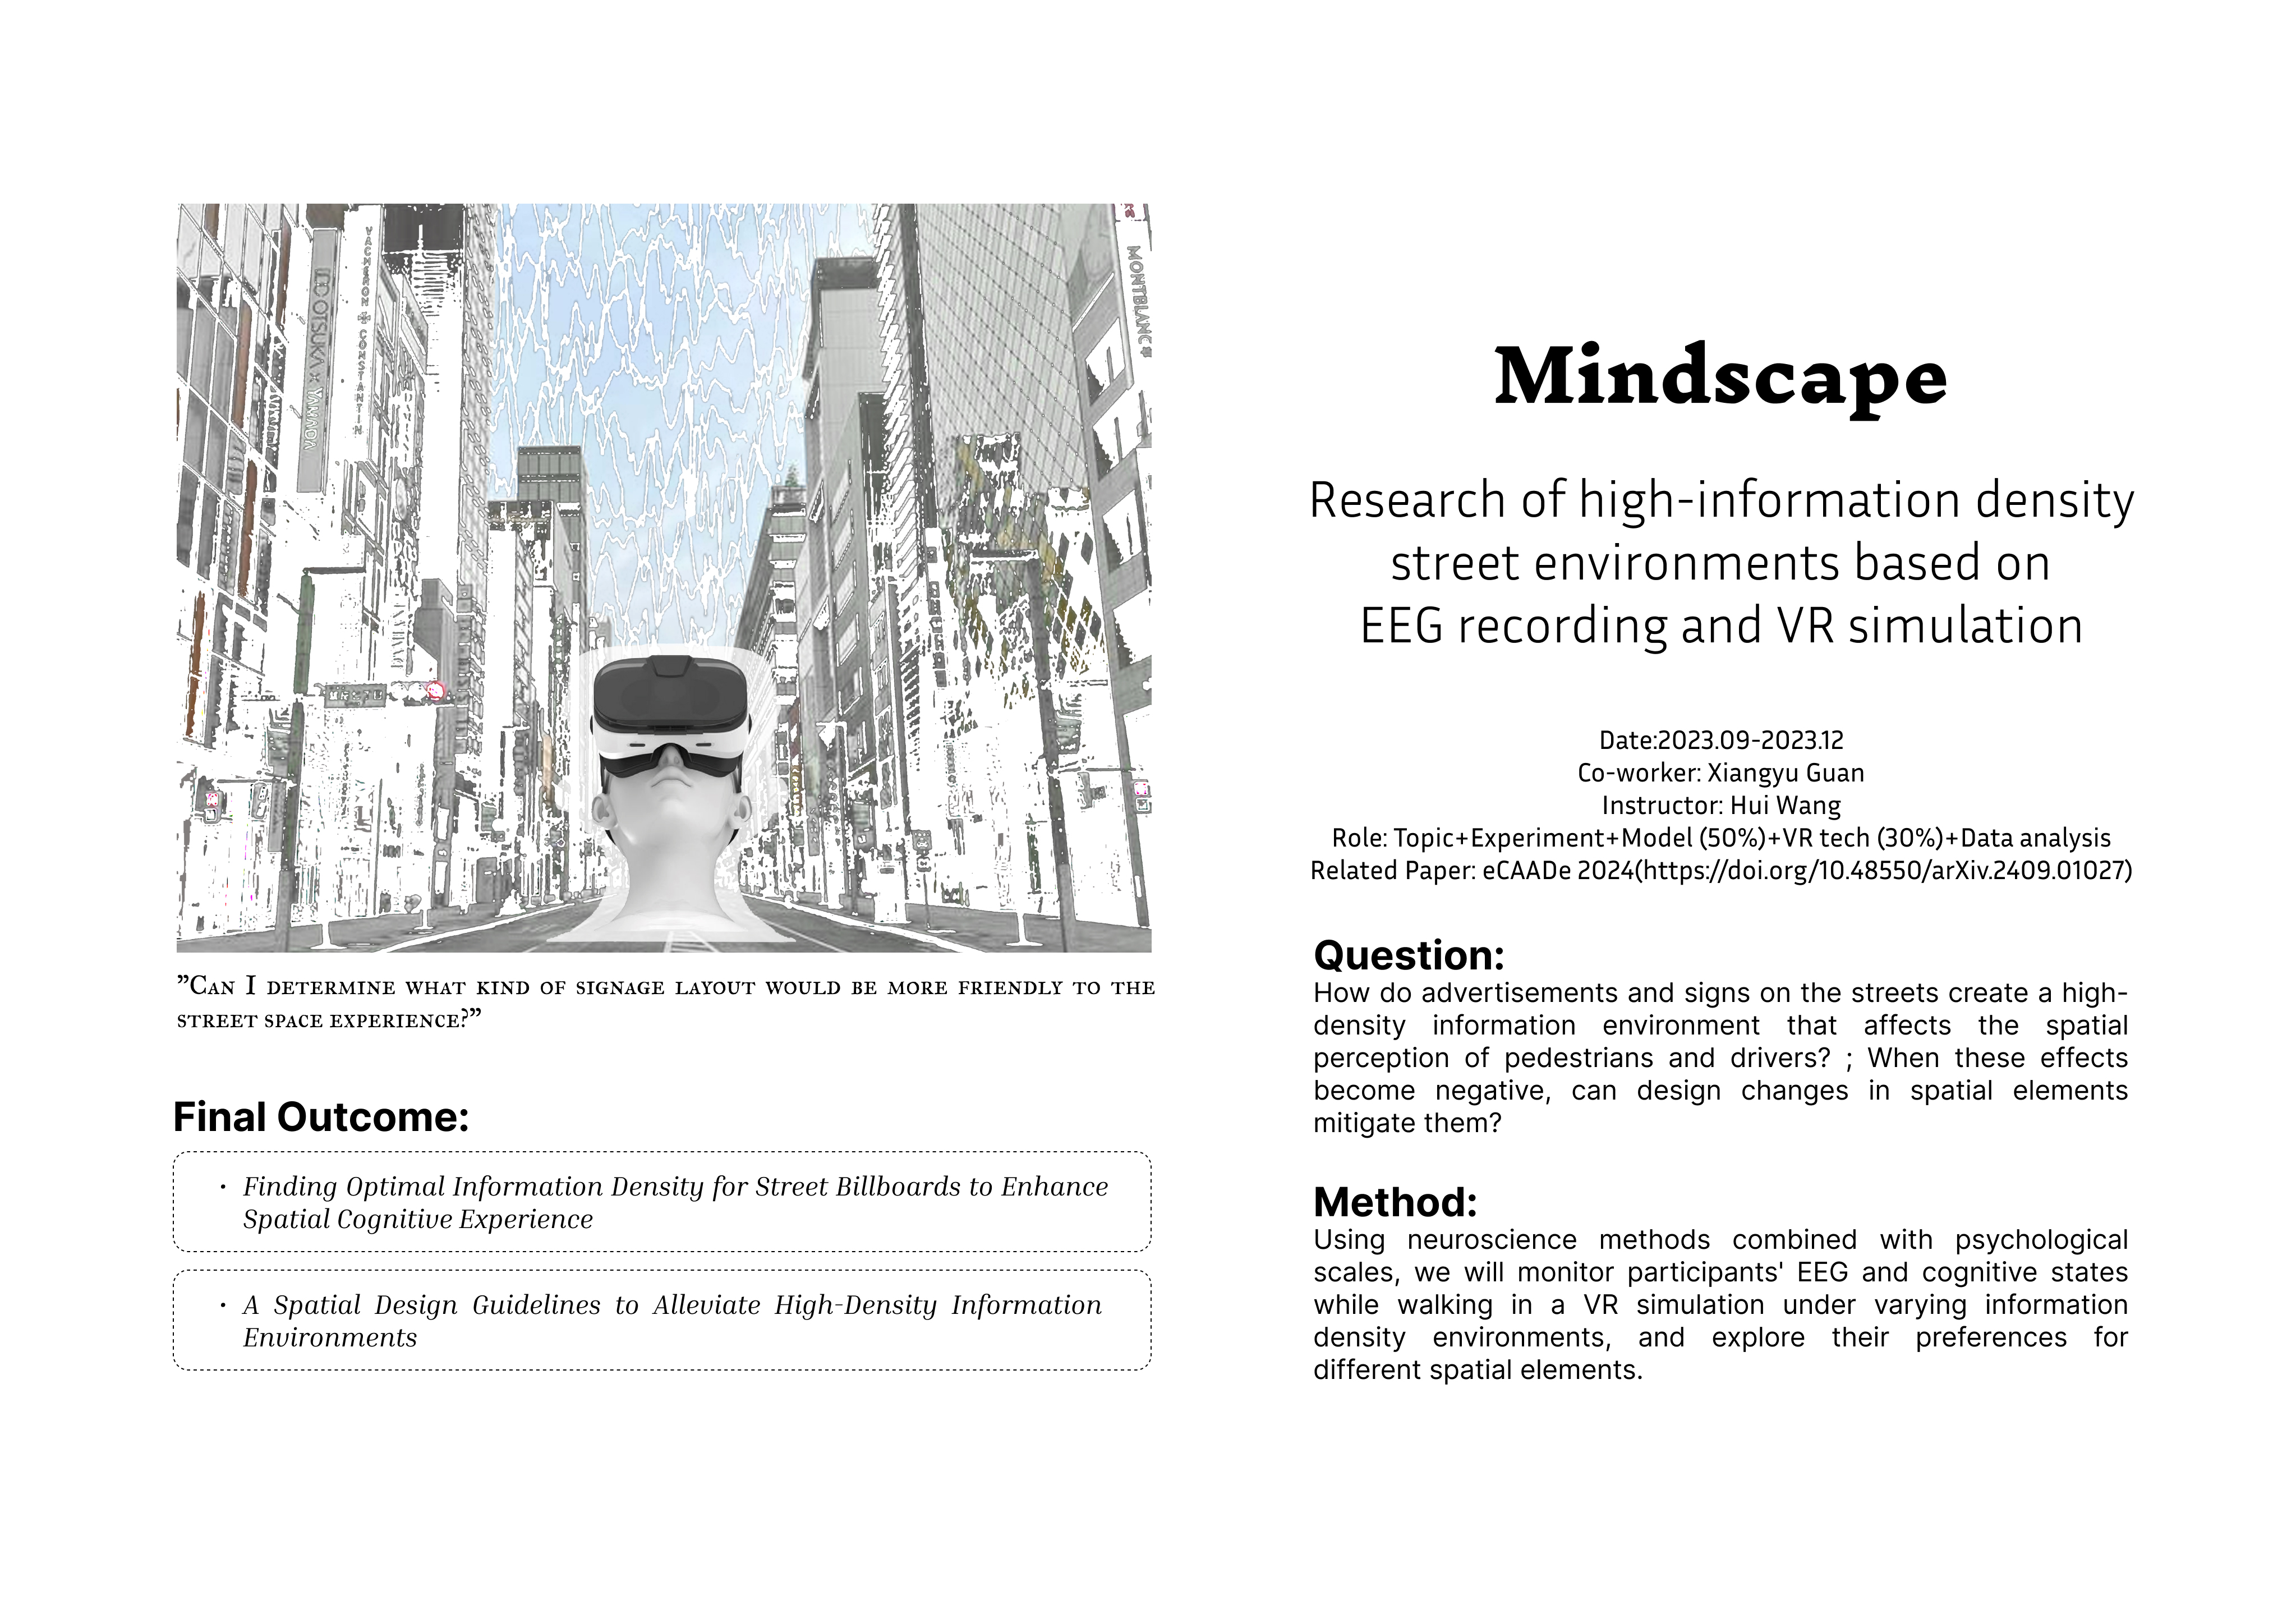 OTSUKA × YAMADA
VACHERON CONSTANTIN
MONTBLANC
"Can I determine what kind of signage layout would be more friendly to the
street space experience?"
Final Outcome:
• Finding Optimal Information Density for Street Billboards to Enhance
Spatial Cognitive Experience
• A Spatial Design Guidelines to Alleviate High-Density Information
Environments
Mindscape
Research of high-information density
street environments based on
EEG recording and VR simulation
Date:2023.09-2023.12
Co-worker: Xiangyu Guan
Instructor: Hui Wang
Role: Topic+Experiment+Model (50%)+VR tech (30%)+Data analysis
Related Paper: eCAADe 2024(https://doi.org/10.48550/arXiv.2409.01027)
Question:
How do advertisements and signs on the streets create a high-
density information environment that affects the spatial
perception of pedestrians and drivers? ; When these effects
become negative, can design changes in spatial elements
mitigate them?
Method:
Using neuroscience methods combined with psychological
scales, we will monitor participants' EEG and cognitive states
while walking in a VR simulation under varying information
density environments, and explore their preferences for
different spatial elements.